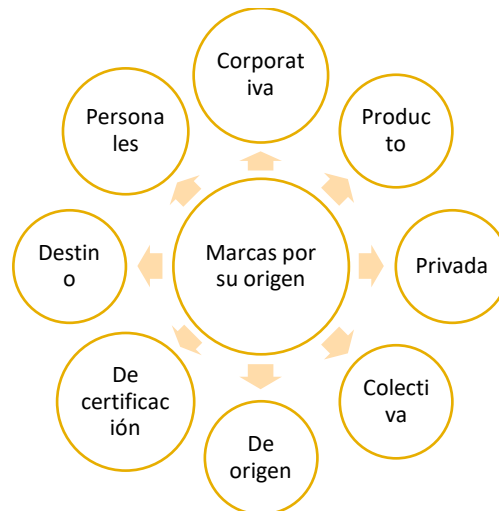 Corporat
iva
Produc
to
Privada
Colecti
va
De
origen
De
certificac
ión
Destin
o
Persona
les
Marcas por
su origen